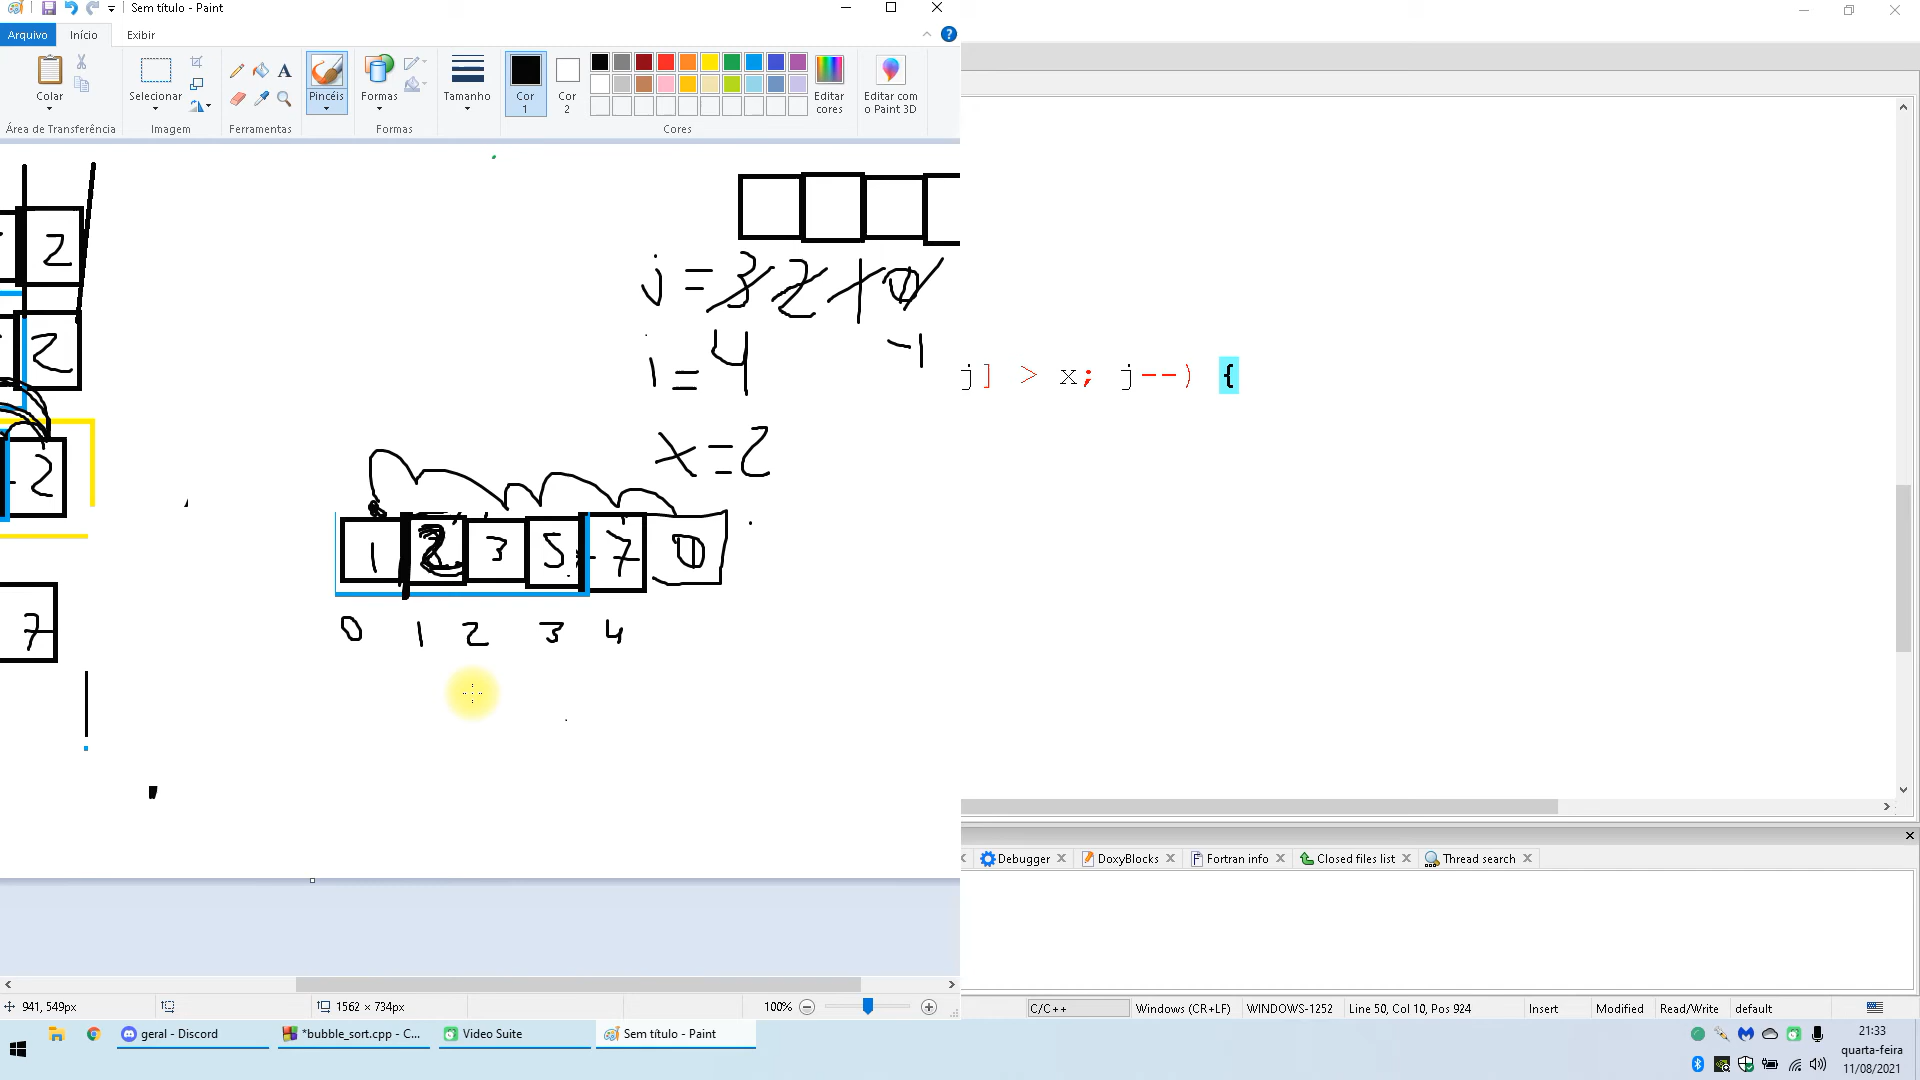 Sem título - Paint
Arquivo Início Exibir
Colar
Selecionar
Pincéis
Formas
Tamanho
Cor 1
Cor 2
Editar cores
Editar com o Paint 3D
Área de Transferência Imagem Ferramentas Formas Cores
2
2
2
7
j = 3 2 1 0
-1
i = 4
x = 2
1 2 3 5 7 0
0 1 2 3 4
j] > x; j--) {
Debugger DoxyBlocks Fortran info Closed files list Thread search
941, 549px 1562 × 734px 100%
C/C++ Windows (CR+LF) WINDOWS-1252 Line 50, Col 10, Pos 924 Insert Modified Read/Write default
geral - Discord *bubble_sort.cpp - C... Video Suite Sem título - Paint
21:33
quarta-feira
11/08/2021